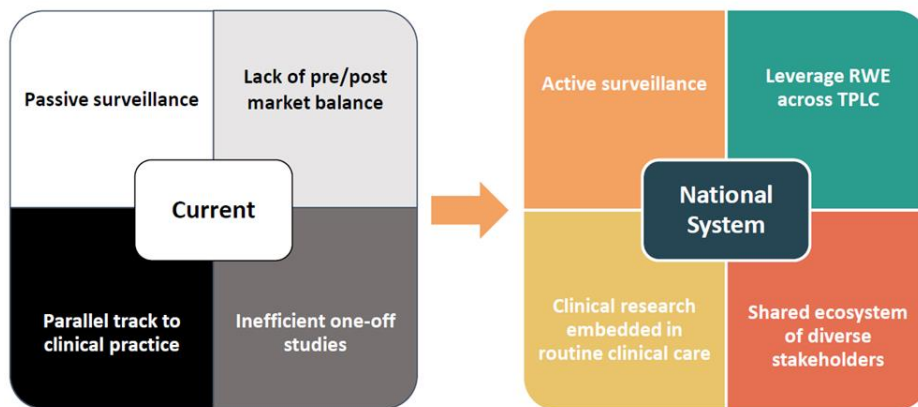 Passive surveillance
Lack of pre/post
market balance
Current
Parallel track to
clinical practice
Inefficient one-off
studies
Active surveillance
Leverage RWE
across TPLC
National
System
Clinical research
embedded in
routine clinical care
Shared ecosystem
of diverse
stakeholders